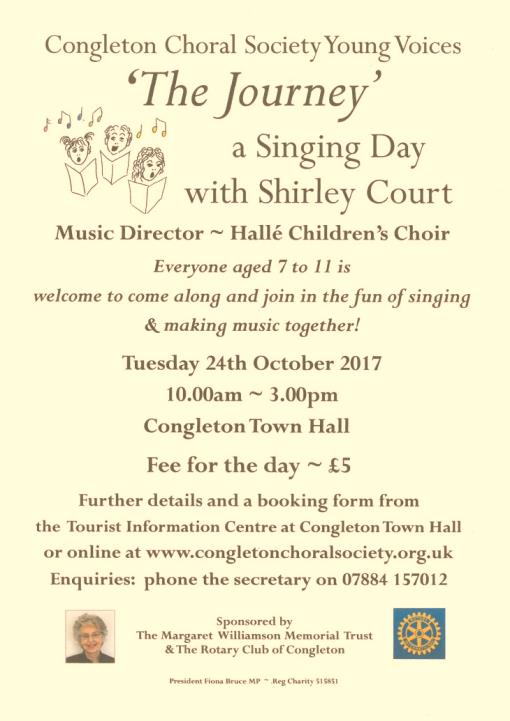 Congleton Choral Society Young Voices
‘The Journey’
a Singing Day
with Shirley Court
Music Director ~ Hallé Children’s Choir
Everyone aged 7 to 11 is
welcome to come along and join in the fun of singing
& making music together!
Tuesday 24th October 2017
10.00am ~ 3.00pm
Congleton Town Hall
Fee for the day ~ £5
Further details and a booking form from
the Tourist Information Centre at Congleton Town Hall
or online at www.congletonchoralsociety.org.uk
Enquiries: phone the secretary on 07884 157012
Sponsored by
The Margaret Williamson Memorial Trust
& The Rotary Club of Congleton
President Fiona Bruce MP ~ .Reg Charity 515851